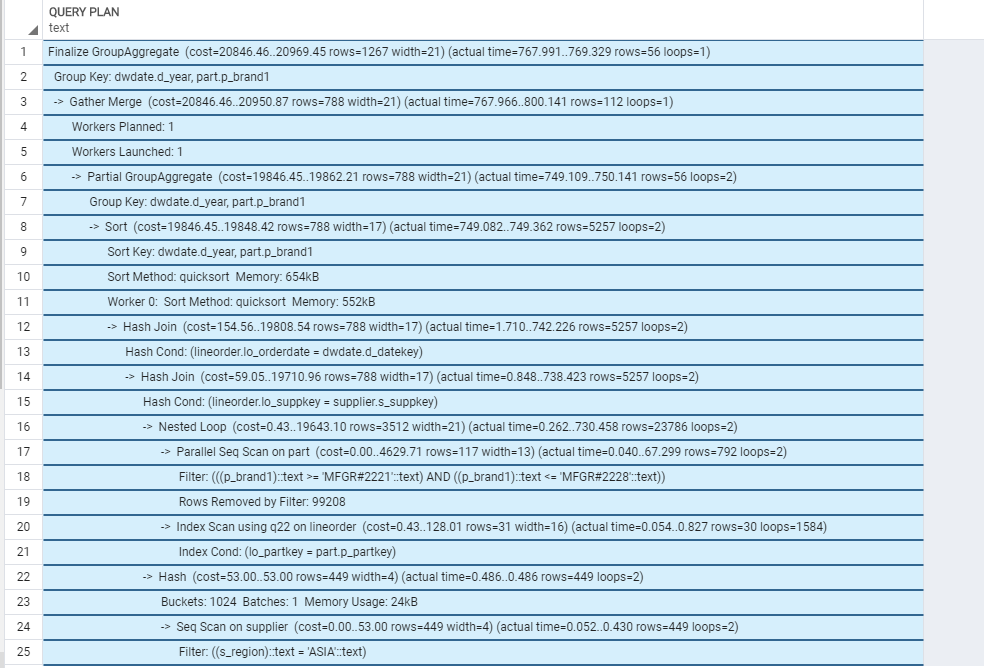 QUERY PLAN
text
1 Finalize GroupAggregate (cost=20846.46..20969.45 rows=1267 width=21) (actual time=767.991..769.329 rows=56 loops=1)
2 Group Key: dwdate.d_year, part.p_brand1
3 -> Gather Merge (cost=20846.46..20950.87 rows=788 width=21) (actual time=767.966..800.141 rows=112 loops=1)
4 Workers Planned: 1
5 Workers Launched: 1
6 -> Partial GroupAggregate (cost=19846.45..19862.21 rows=788 width=21) (actual time=749.109..750.141 rows=56 loops=2)
7 Group Key: dwdate.d_year, part.p_brand1
8 -> Sort (cost=19846.45..19848.42 rows=788 width=17) (actual time=749.082..749.362 rows=5257 loops=2)
9 Sort Key: dwdate.d_year, part.p_brand1
10 Sort Method: quicksort Memory: 654kB
11 Worker 0: Sort Method: quicksort Memory: 552kB
12 -> Hash Join (cost=154.56..19808.54 rows=788 width=17) (actual time=1.710..742.226 rows=5257 loops=2)
13 Hash Cond: (lineorder.lo_orderdate = dwdate.d_datekey)
14 -> Hash Join (cost=59.05..19710.96 rows=788 width=17) (actual time=0.848..738.423 rows=5257 loops=2)
15 Hash Cond: (lineorder.lo_suppkey = supplier.s_suppkey)
16 -> Nested Loop (cost=0.43..19643.10 rows=3512 width=21) (actual time=0.262..730.458 rows=23786 loops=2)
17 -> Parallel Seq Scan on part (cost=0.00..4629.71 rows=117 width=13) (actual time=0.040..67.299 rows=792 loops=2)
18 Filter: (((p_brand1)::text >= 'MFGR#2221'::text) AND ((p_brand1)::text <= 'MFGR#2228'::text))
19 Rows Removed by Filter: 99208
20 -> Index Scan using q22 on lineorder (cost=0.43..128.01 rows=31 width=16) (actual time=0.054..0.827 rows=30 loops=1584)
21 Index Cond: (lo_partkey = part.p_partkey)
22 -> Hash (cost=53.00..53.00 rows=449 width=4) (actual time=0.486..0.486 rows=449 loops=2)
23 Buckets: 1024 Batches: 1 Memory Usage: 24kB
24 -> Seq Scan on supplier (cost=0.00..53.00 rows=449 width=4) (actual time=0.052..0.430 rows=449 loops=2)
25 Filter: ((s_region)::text = 'ASIA'::text)